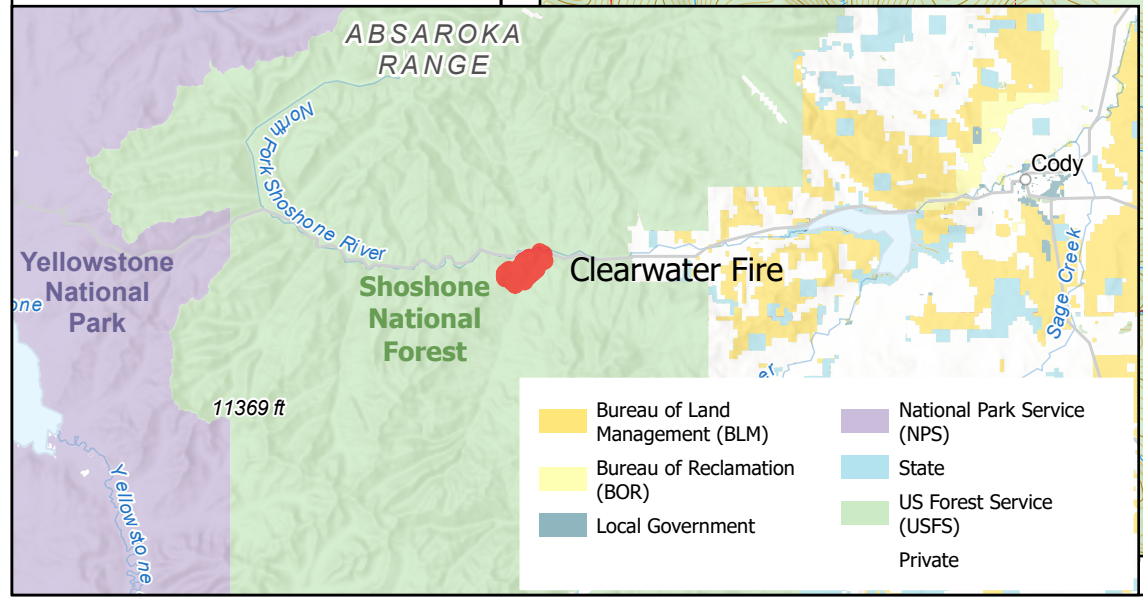 ABSAROKA
RANGE
North Fork Shoshone River
Cody
Yellowstone
National
Park
one
Clearwater Fire
Shoshone
National
Forest
Sage Creek
er
11369 ft
Yellowstone
Bureau of Land
Management (BLM)
Bureau of Reclamation
(BOR)
Local Government
National Park Service
(NPS)
State
US Forest Service
(USFS)
Private